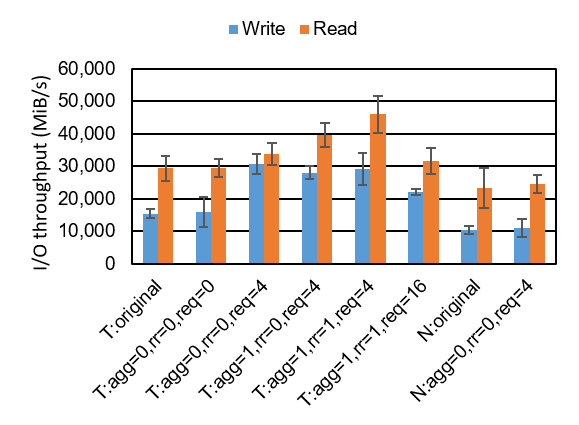 Write Read
I/O throughput (MiB/s)
60,000
50,000
40,000
30,000
20,000
10,000
0
T:original
T:agg=0,rr=0,req=0
T:agg=0,rr=0,req=4
T:agg=1,rr=0,req=4
T:agg=1,rr=1,req=4
T:agg=1,rr=1,req=16
N:original
N:agg=0,rr=0,req=4